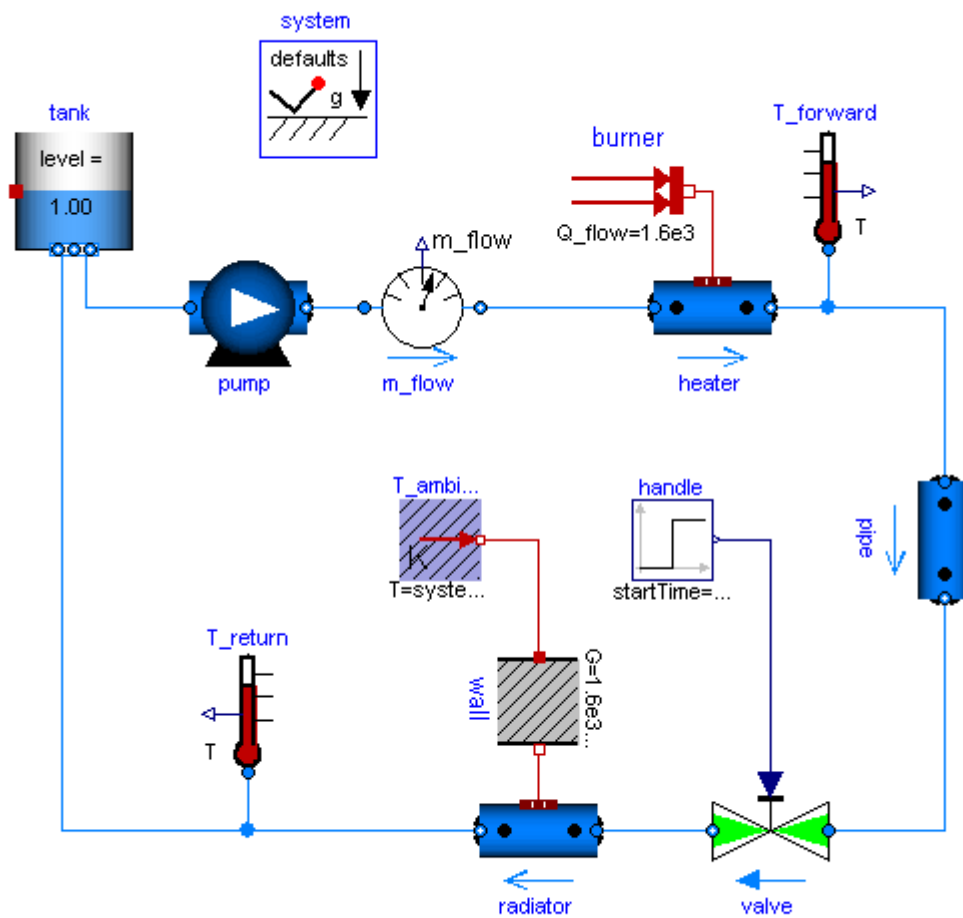 system
defaults
g
tank
level =
1.00
T_forward
T
burner
Q_flow=1.6e3
m_flow
pump
m_flow
heater
T_ambi...
K
T=syste...
handle
startTime=...
pipe
T_return
T
wall
G=1.6e3...
radiator
valve